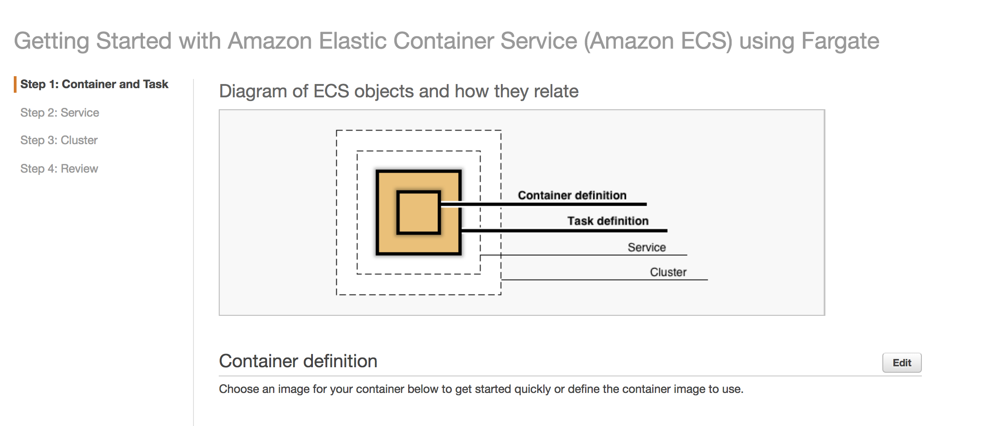 Getting Started with Amazon Elastic Container Service (Amazon ECS) using Fargate
Step 1: Container and Task
Step 2: Service
Step 3: Cluster
Step 4: Review
Diagram of ECS objects and how they relate
Container definition
Task definition
Service
Cluster
Container definition
Edit
Choose an image for your container below to get started quickly or define the container image to use.